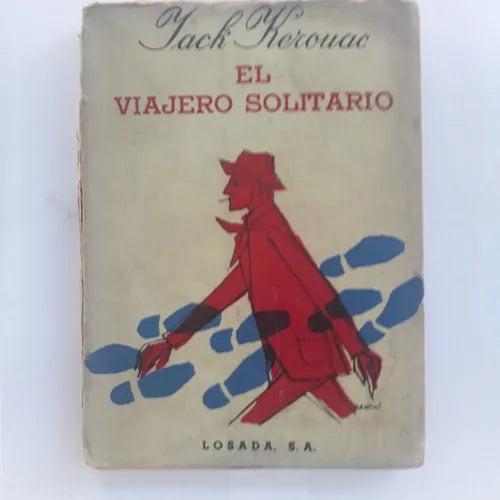 Jack Kerouac
EL
VIAJERO SOLITARIO
LOSADA, S.A.